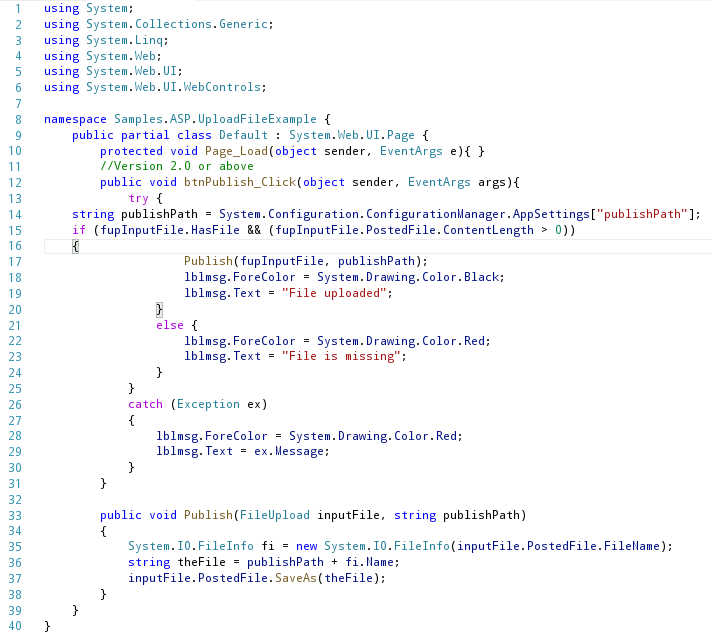 1 using System;
2 using System.Collections.Generic;
3 using System.Linq;
4 using System.Web;
5 using System.Web.UI;
6 using System.Web.UI.WebControls;
7
8 namespace Samples.ASP.UploadFileExample {
9     public partial class Default : System.Web.UI.Page {
10         protected void Page_Load(object sender, EventArgs e){ }
11         //Version 2.0 or above
12         public void btnPublish_Click(object sender, EventArgs args){
13             try {
14     string publishPath = System.Configuration.ConfigurationManager.AppSettings["publishPath"];
15     if (fupInputFile.HasFile && (fupInputFile.PostedFile.ContentLength > 0))
16     {
17                     Publish(fupInputFile, publishPath);
18                     lblmsg.ForeColor = System.Drawing.Color.Black;
19                     lblmsg.Text = "File uploaded";
20                 }
21                 else {
22                     lblmsg.ForeColor = System.Drawing.Color.Red;
23                     lblmsg.Text = "File is missing";
24                 }
25             }
26             catch (Exception ex)
27             {
28                 lblmsg.ForeColor = System.Drawing.Color.Red;
29                 lblmsg.Text = ex.Message;
30             }
31         }
32
33         public void Publish(FileUpload inputFile, string publishPath)
34         {
35             System.IO.FileInfo fi = new System.IO.FileInfo(inputFile.PostedFile.FileName);
36             string theFile = publishPath + fi.Name;
37             inputFile.PostedFile.SaveAs(theFile);
38         }
39     }
40 }